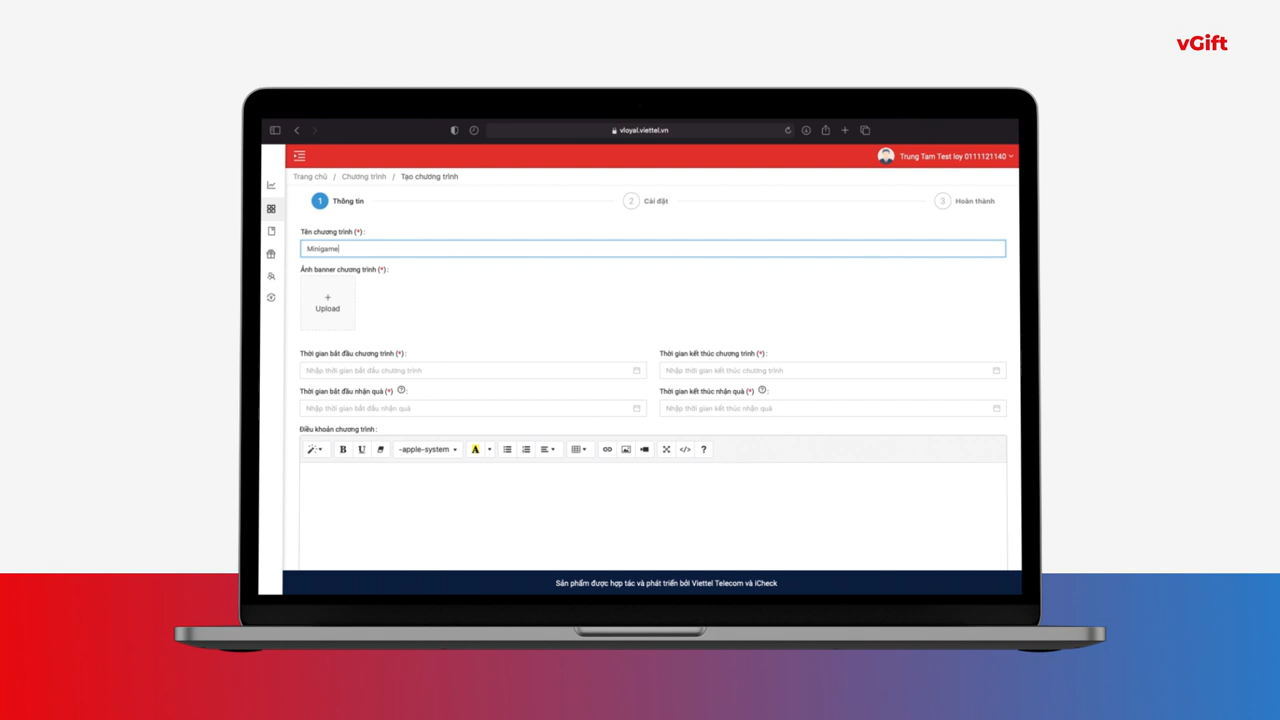 vGift
vloyal.viettel.vn
Trung Tam Test loy 0111121140
Trang chủ / Chương trình / Tạo chương trình
1 Thông tin
2 Cài đặt
3 Hoàn thành
Tên chương trình (*) :
Minigame
Ảnh banner chương trình (*) :
+
Upload
Thời gian bắt đầu chương trình (*) :
Thời gian kết thúc chương trình (*) :
Nhập thời gian bắt đầu chương trình
Nhập thời gian kết thúc chương trình
Thời gian bắt đầu nhận quà (*) ? :
Thời gian kết thúc nhận quà (*) ? :
Nhập thời gian bắt đầu nhận quà
Nhập thời gian kết thúc nhận quà
Điều khoản chương trình :
B U -apple-system A </> ?
Sản phẩm được hợp tác và phát triển bởi Viettel Telecom và iCheck